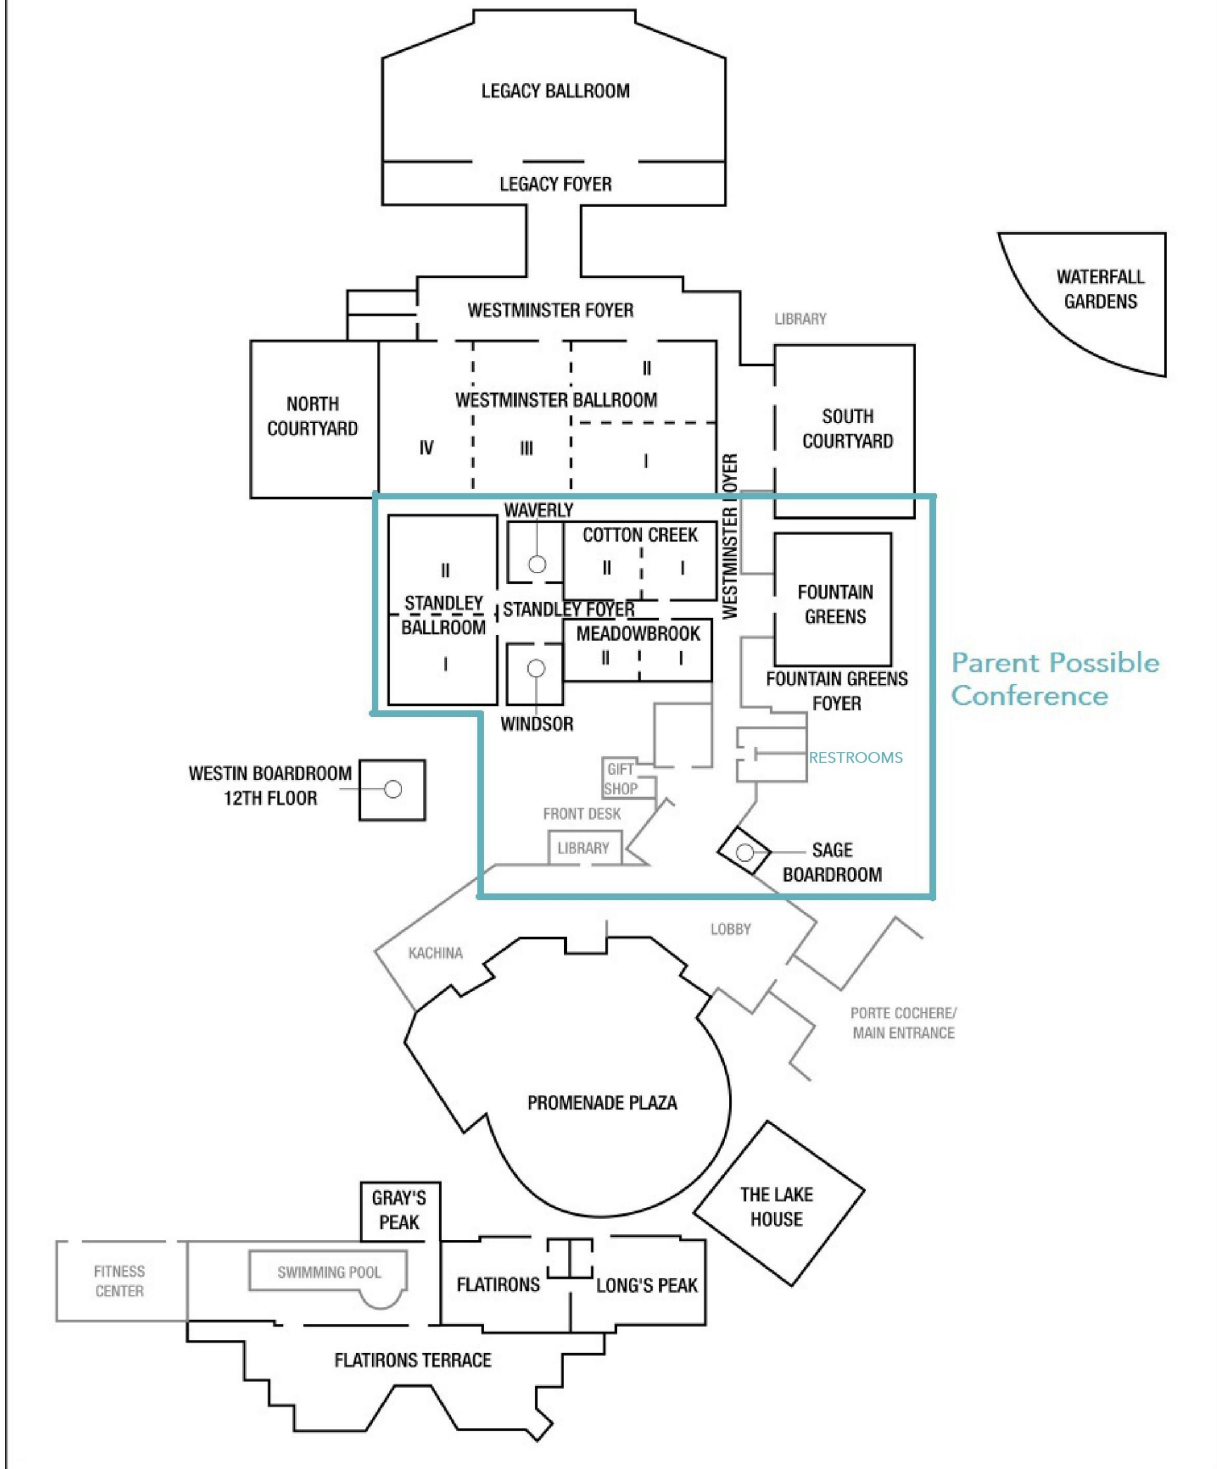 LEGACY BALLROOM
LEGACY FOYER
WATERFALL
GARDENS
WESTMINSTER FOYER
LIBRARY
II
WESTMINSTER BALLROOM
NORTH
COURTYARD
SOUTH
COURTYARD
IV
III
I
WESTMINSTER FOYER
WAVERLY
COTTON CREEK
II
I
II
STANDLEY
BALLROOM
I
STANDLEY FOYER
MEADOWBROOK
II
I
FOUNTAIN
GREENS
FOUNTAIN GREENS
FOYER
Parent Possible
Conference
WINDSOR
RESTROOMS
WESTIN BOARDROOM
12TH FLOOR
GIFT
SHOP
FRONT DESK
LIBRARY
SAGE
BOARDROOM
LOBBY
KACHINA
PORTE COCHERE/
MAIN ENTRANCE
PROMENADE PLAZA
THE LAKE
HOUSE
GRAY'S
PEAK
FITNESS
CENTER
SWIMMING POOL
FLATIRONS
LONG'S PEAK
FLATIRONS TERRACE